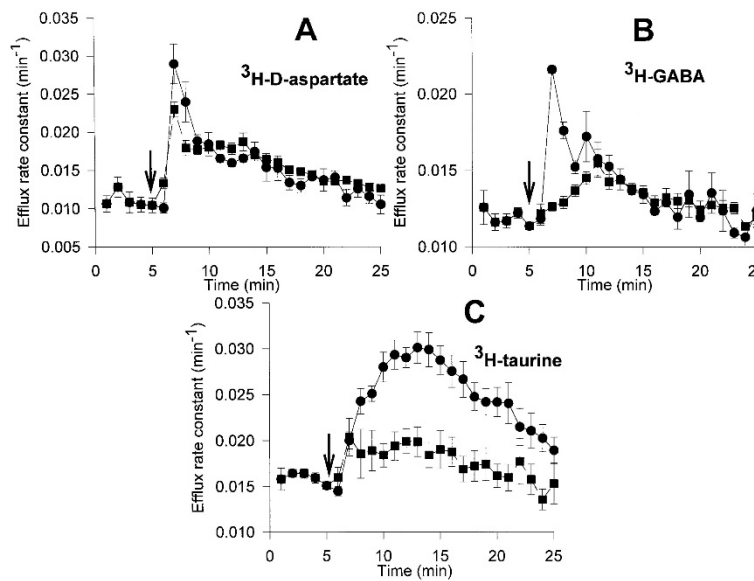 A
³H-D-aspartate
Efflux rate constant (min⁻¹)
0.035
0.030
0.025
0.020
0.015
0.010
0.005
0 5 10 15 20 25
Time (min)
B
³H-GABA
Efflux rate constant (min⁻¹)
0.025
0.020
0.015
0.010
0 5 10 15 20 25
Time (min)
C
³H-taurine
Efflux rate constant (min⁻¹)
0.035
0.030
0.025
0.020
0.015
0.010
0 5 10 15 20 25
Time (min)